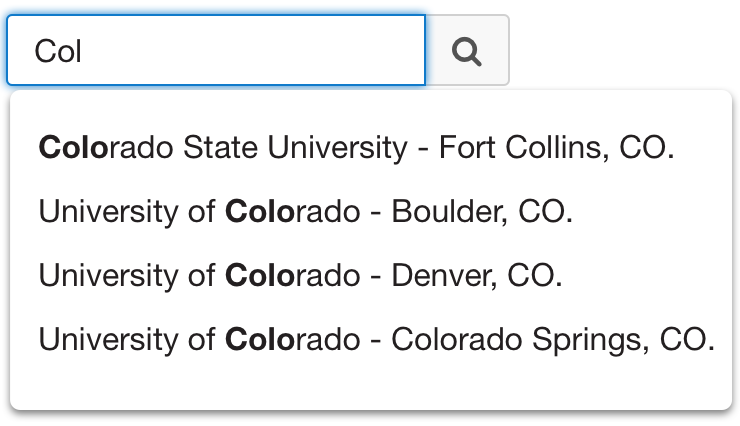 Col
Colorado State University - Fort Collins, CO.
University of Colorado - Boulder, CO.
University of Colorado - Denver, CO.
University of Colorado - Colorado Springs, CO.